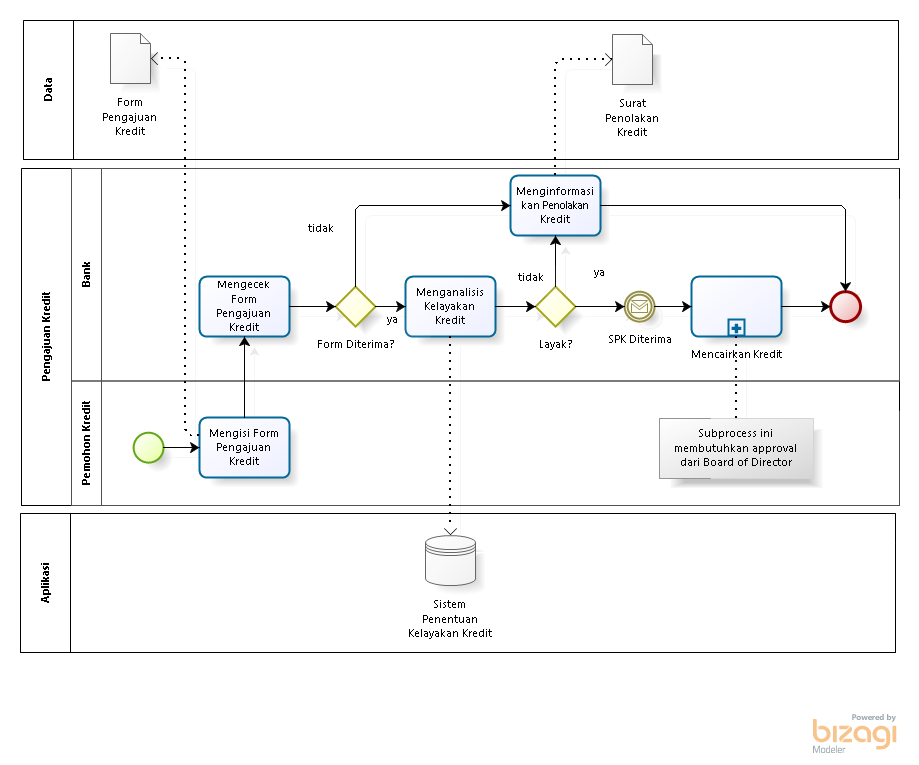 Data
Form
Pengajuan
Kredit
Surat
Penolakan
Kredit
Pengajuan Kredit
Bank
Menginformasi
kan Penolakan
Kredit
tidak
Mengecek
Form
Pengajuan
Kredit
Form Diterima?
ya
Menganalisis
Kelayakan
Kredit
tidak
ya
Layak?
SPK Diterima
Mencairkan Kredit
Pemohon Kredit
Mengisi Form
Pengajuan
Kredit
Subprocess ini
membutuhkan approval
dari Board of Director
Aplikasi
Sistem
Penentuan
Kelayakan Kredit
Powered by
bizagi
Modeler